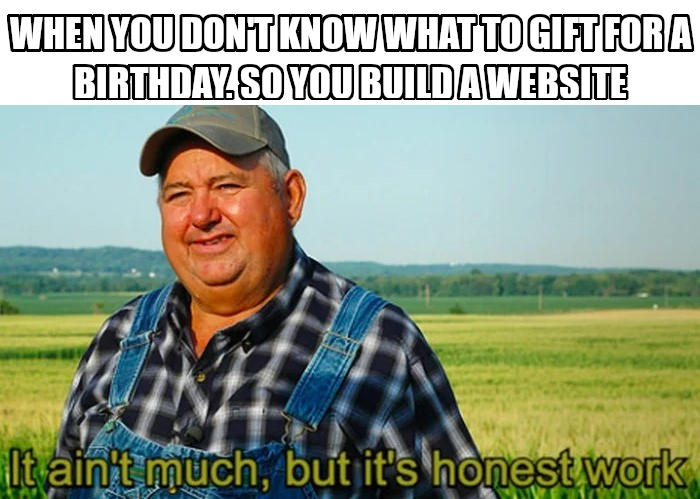 WHEN YOU DON'T KNOW WHAT TO GIFT FOR A
BIRTHDAY. SO YOU BUILD A WEBSITE
It ain't much, but it's honest work